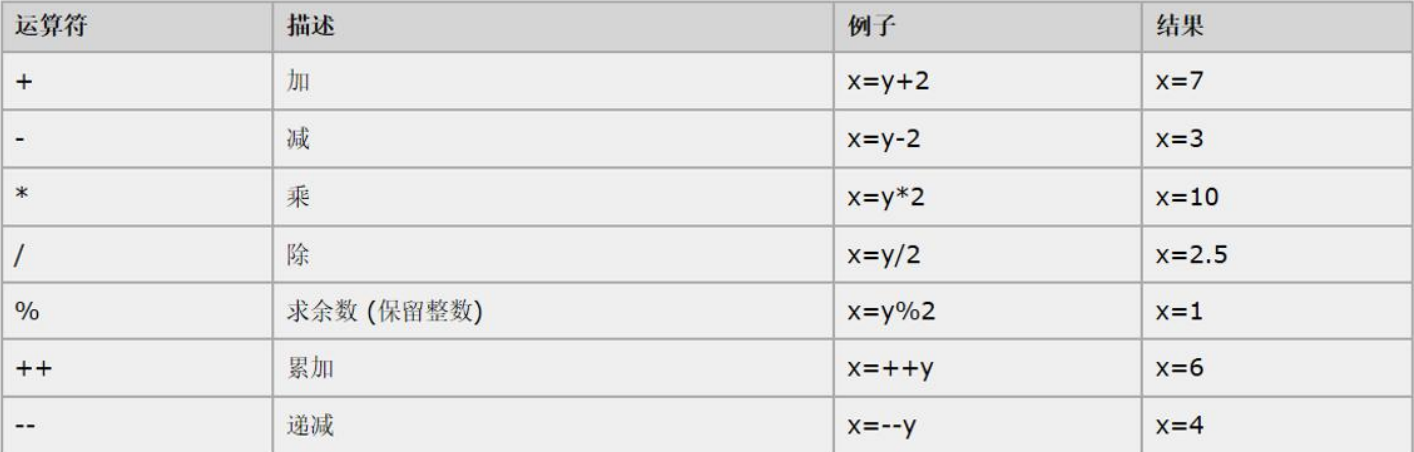 运算符 描述 例子 结果
+ 加 x=y+2 x=7
- 减 x=y-2 x=3
* 乘 x=y*2 x=10
/ 除 x=y/2 x=2.5
% 求余数 (保留整数) x=y%2 x=1
++ 累加 x=++y x=6
-- 递减 x=--y x=4